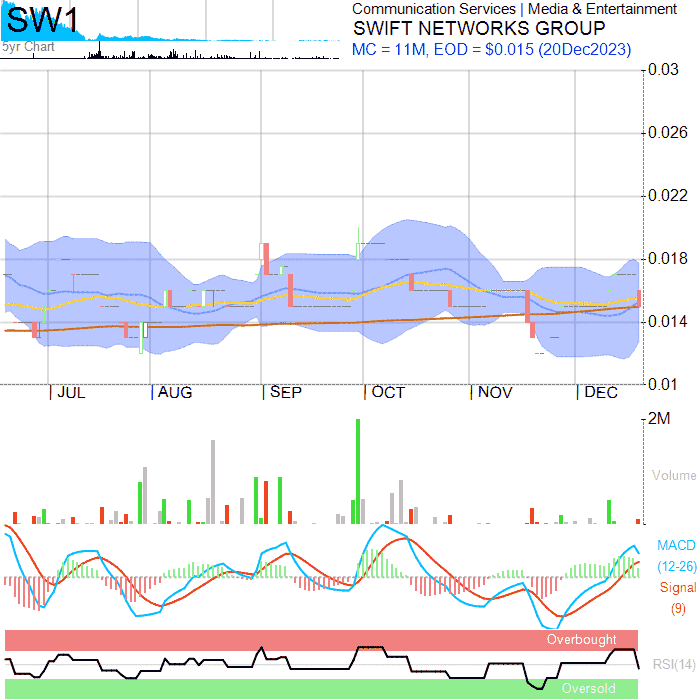 SW1
5yr Chart
Communication Services | Media & Entertainment
SWIFT NETWORKS GROUP
MC = 11M, EOD = $0.015 (20Dec2023)
0.03
0.026
0.022
0.018
0.014
0.01
JUL AUG SEP OCT NOV DEC
2M
Volume
MACD
(12-26)
Signal
(9)
Overbought
RSI(14)
Oversold